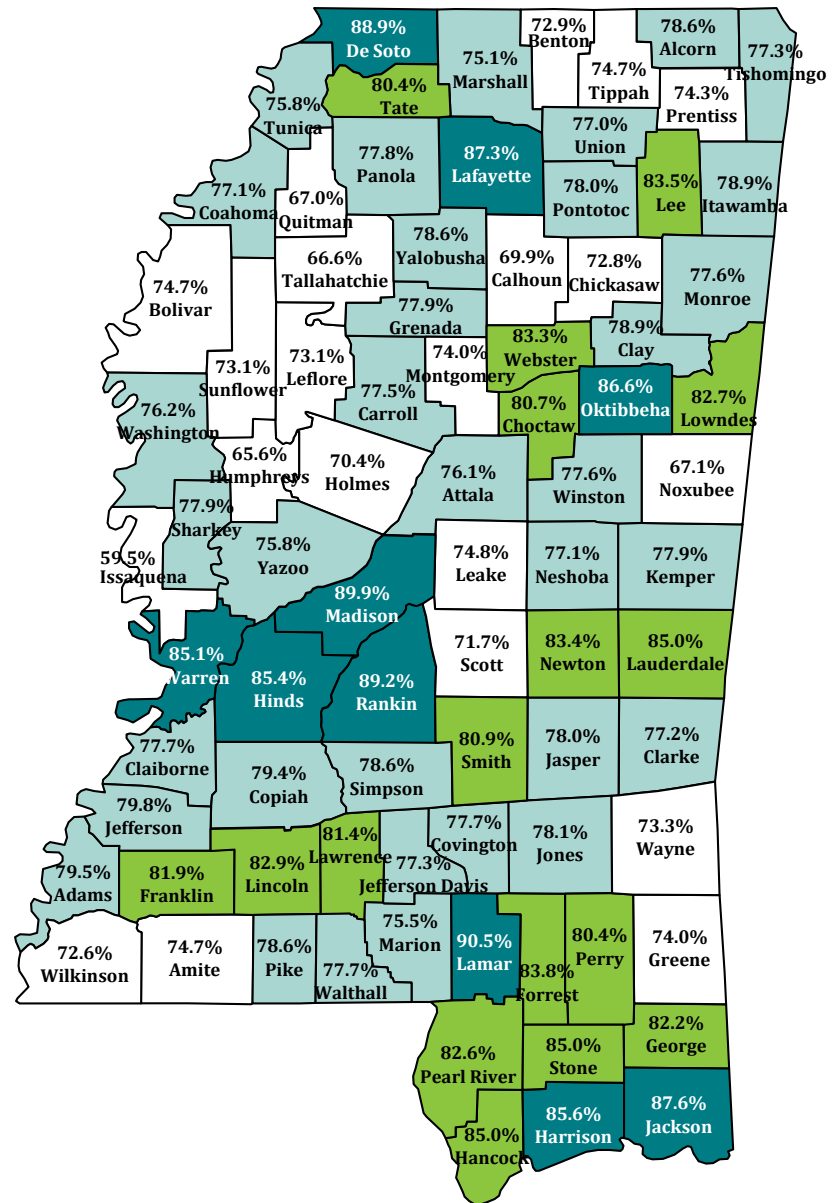 88.9%
De Soto
72.9%
Benton
78.6%
Alcorn
77.3%
Tishomingo
75.1%
Marshall
74.7%
Tippah
74.3%
Prentiss
80.4%
Tate
75.8%
Tunica
77.0%
Union
77.8%
Panola
87.3%
Lafayette
83.5%
Lee
78.9%
Itawamba
78.0%
Pontotoc
77.1%
Coahoma
67.0%
Quitman
78.6%
Yalobusha
69.9%
Calhoun
72.8%
Chickasaw
77.6%
Monroe
66.6%
Tallahatchie
74.7%
Bolivar
77.9%
Grenada
83.3%
Webster
78.9%
Clay
73.1%
Sunflower
73.1%
Leflore
74.0%
Montgomery
77.5%
Carroll
80.7%
Choctaw
86.6%
Oktibbeha
82.7%
Lowndes
76.2%
Washington
65.6%
Humphreys
70.4%
Holmes
76.1%
Attala
77.6%
Winston
67.1%
Noxubee
77.9%
Sharkey
59.5%
Issaquena
75.8%
Yazoo
74.8%
Leake
77.1%
Neshoba
77.9%
Kemper
89.9%
Madison
85.1%
Warren
85.4%
Hinds
89.2%
Rankin
71.7%
Scott
83.4%
Newton
85.0%
Lauderdale
77.7%
Claiborne
79.4%
Copiah
78.6%
Simpson
80.9%
Smith
78.0%
Jasper
77.2%
Clarke
79.8%
Jefferson
81.4%
Lawrence
77.7%
Covington
78.1%
Jones
73.3%
Wayne
79.5%
Adams
81.9%
Franklin
82.9%
Lincoln
77.3%
Jefferson Davis
72.6%
Wilkinson
74.7%
Amite
78.6%
Pike
77.7%
Walthall
75.5%
Marion
90.5%
Lamar
83.8%
Forrest
80.4%
Perry
74.0%
Greene
82.6%
Pearl River
85.0%
Stone
82.2%
George
85.0%
Hancock
85.6%
Harrison
87.6%
Jackson